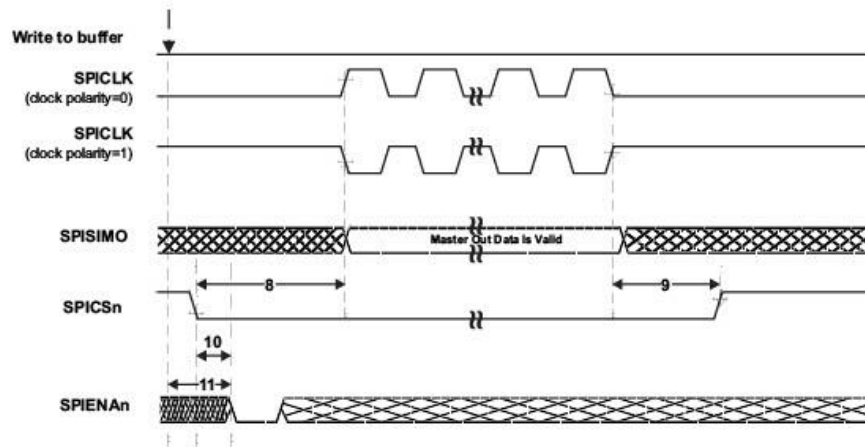 Write to buffer
SPICLK
(clock polarity=0)
SPICLK
(clock polarity=1)
SPISIMO
Master Out Data Is Valid
8
9
SPICSn
10
11
SPIENAn